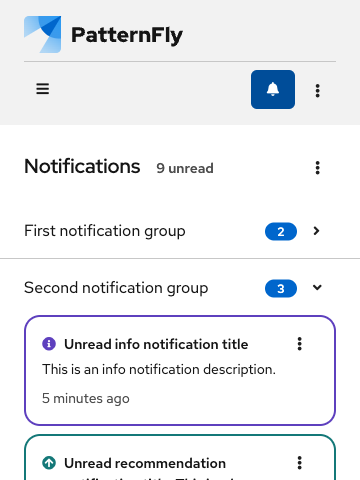 PatternFly
Notifications 9 unread
First notification group 2
Second notification group 3
Unread info notification title
This is an info notification description.
5 minutes ago
Unread recommendation